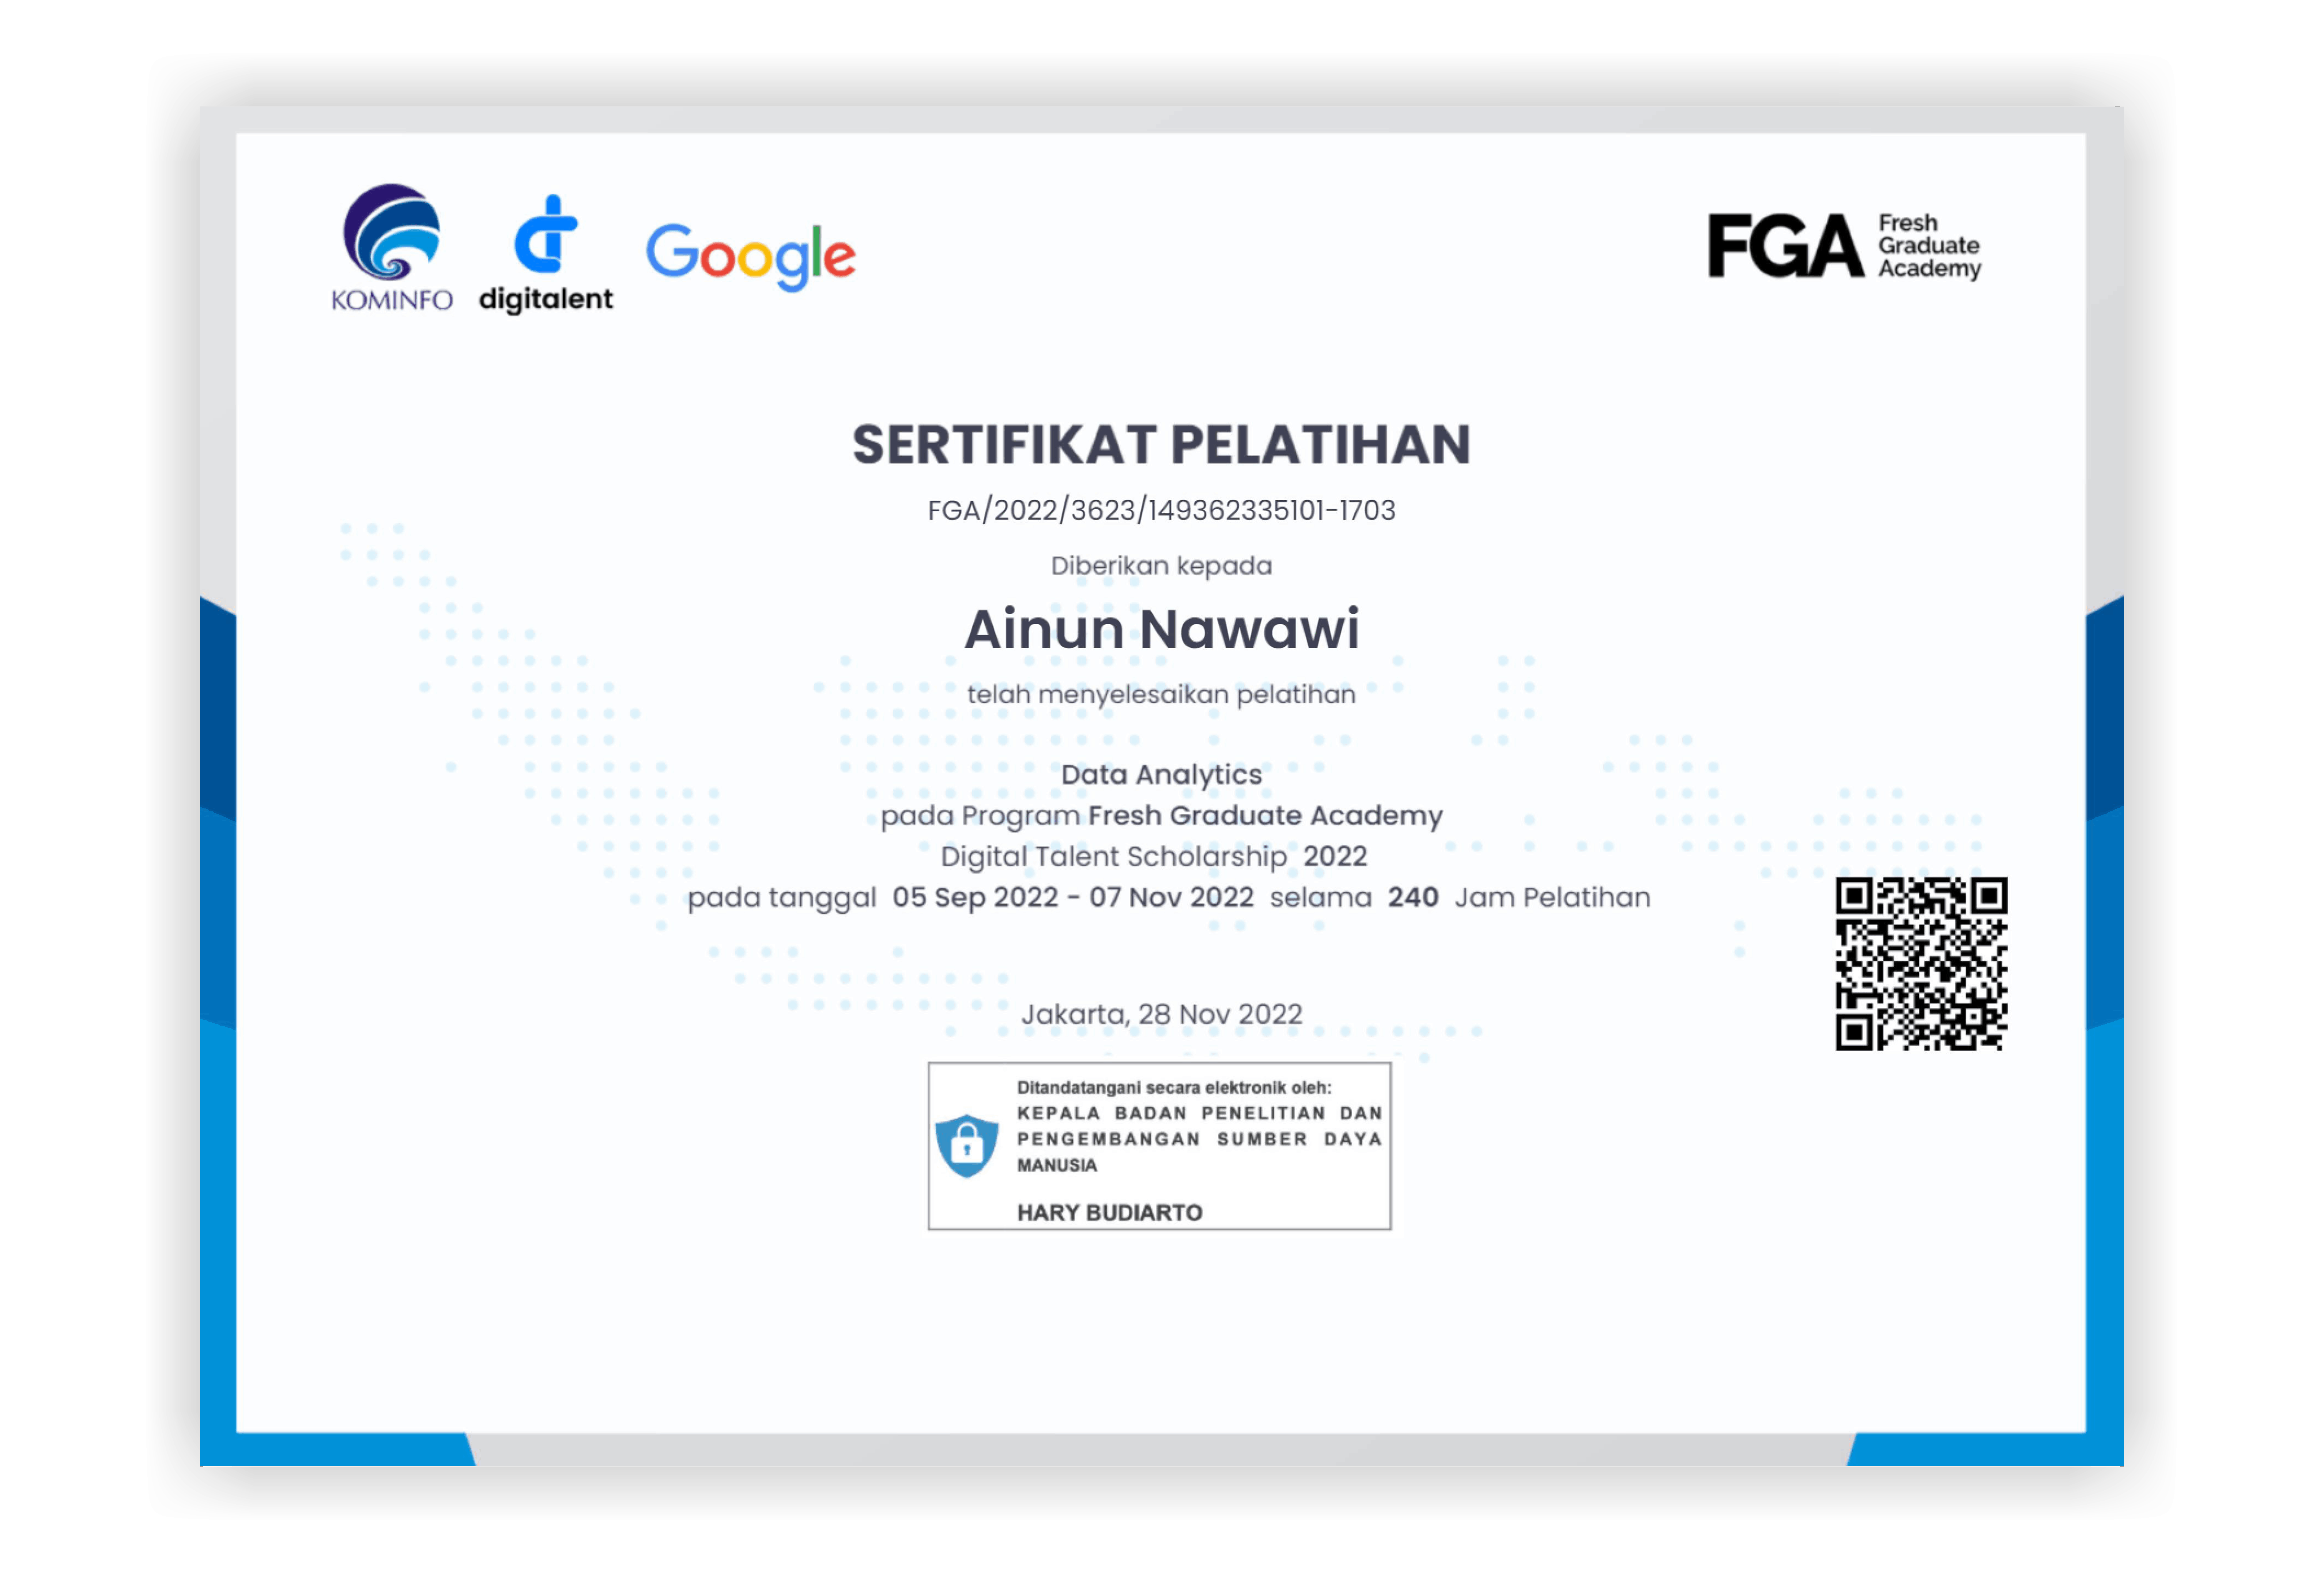 KOMINFO
digitalent
Google
FGA
Fresh
Graduate
Academy
SERTIFIKAT PELATIHAN
FGA/2022/3623/149362335101-1703
Diberikan kepada
Ainun Nawawi
telah menyelesaikan pelatihan
Data Analytics
pada Program Fresh Graduate Academy
Digital Talent Scholarship 2022
pada tanggal 05 Sep 2022 - 07 Nov 2022 selama 240 Jam Pelatihan
Jakarta, 28 Nov 2022
Ditandatangani secara elektronik oleh:
KEPALA BADAN PENELITIAN DAN
PENGEMBANGAN SUMBER DAYA
MANUSIA
HARY BUDIARTO